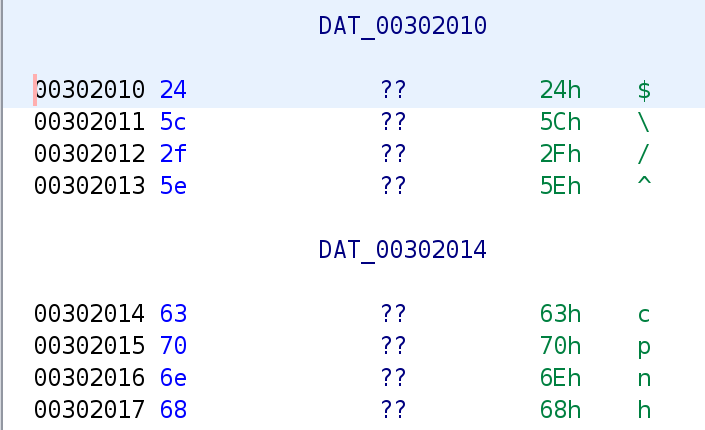 DAT_00302010
00302010 24 ?? 24h $
00302011 5c ?? 5Ch \
00302012 2f ?? 2Fh /
00302013 5e ?? 5Eh ^
DAT_00302014
00302014 63 ?? 63h c
00302015 70 ?? 70h p
00302016 6e ?? 6Eh n
00302017 68 ?? 68h h